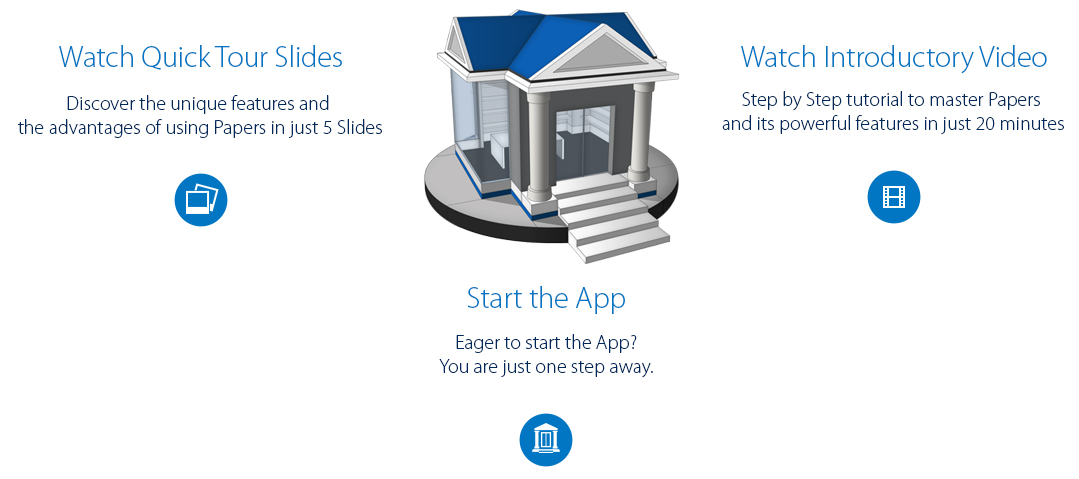 Watch Quick Tour Slides
Discover the unique features and
the advantages of using Papers in just 5 Slides
Watch Introductory Video
Step by Step tutorial to master Papers
and its powerful features in just 20 minutes
Start the App
Eager to start the App?
You are just one step away.